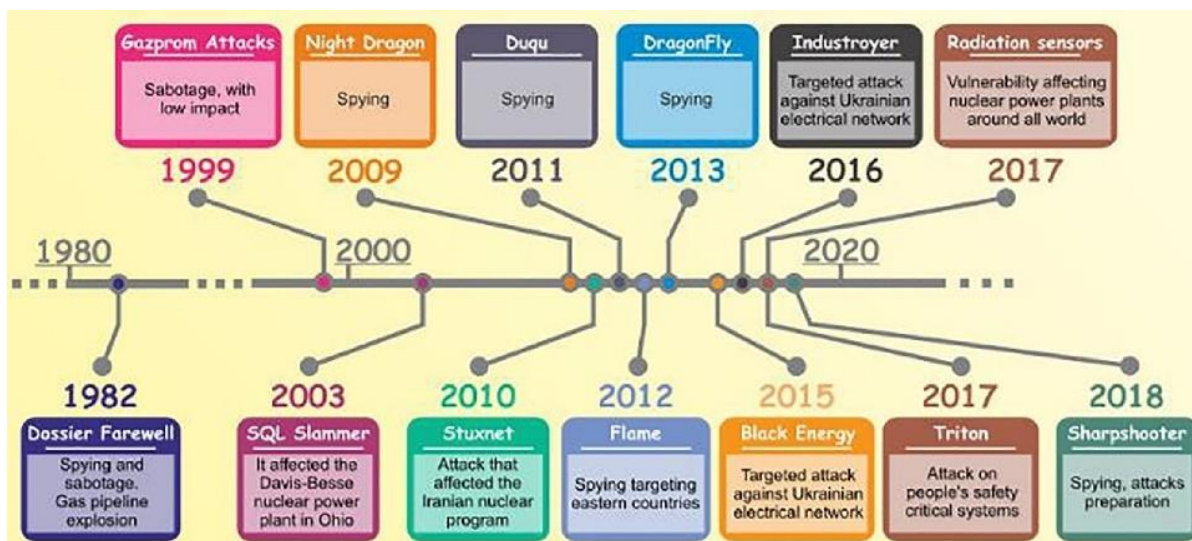 Gazprom Attacks
Sabotage, with
low impact
1999
Night Dragon
Spying
2009
Duqu
Spying
2011
DragonFly
Spying
2013
Industroyer
Targeted attack
against Ukrainian
electrical network
2016
Radiation sensors
Vulnerability affecting
nuclear power plants
around all world
2017
1980
2000
2020
1982
Dossier Farewell
Spying and
sabotage.
Gas pipeline
explosion
2003
SQL Slammer
It affected the
Davis-Besse
nuclear power
plant in Ohio
2010
Stuxnet
Attack that
affected the
Iranian nuclear
program
2012
Flame
Spying targeting
eastern countries
2015
Black Energy
Targeted attack
against Ukrainian
electrical network
2017
Triton
Attack on
people's safety
critical systems
2018
Sharpshooter
Spying, attacks
preparation